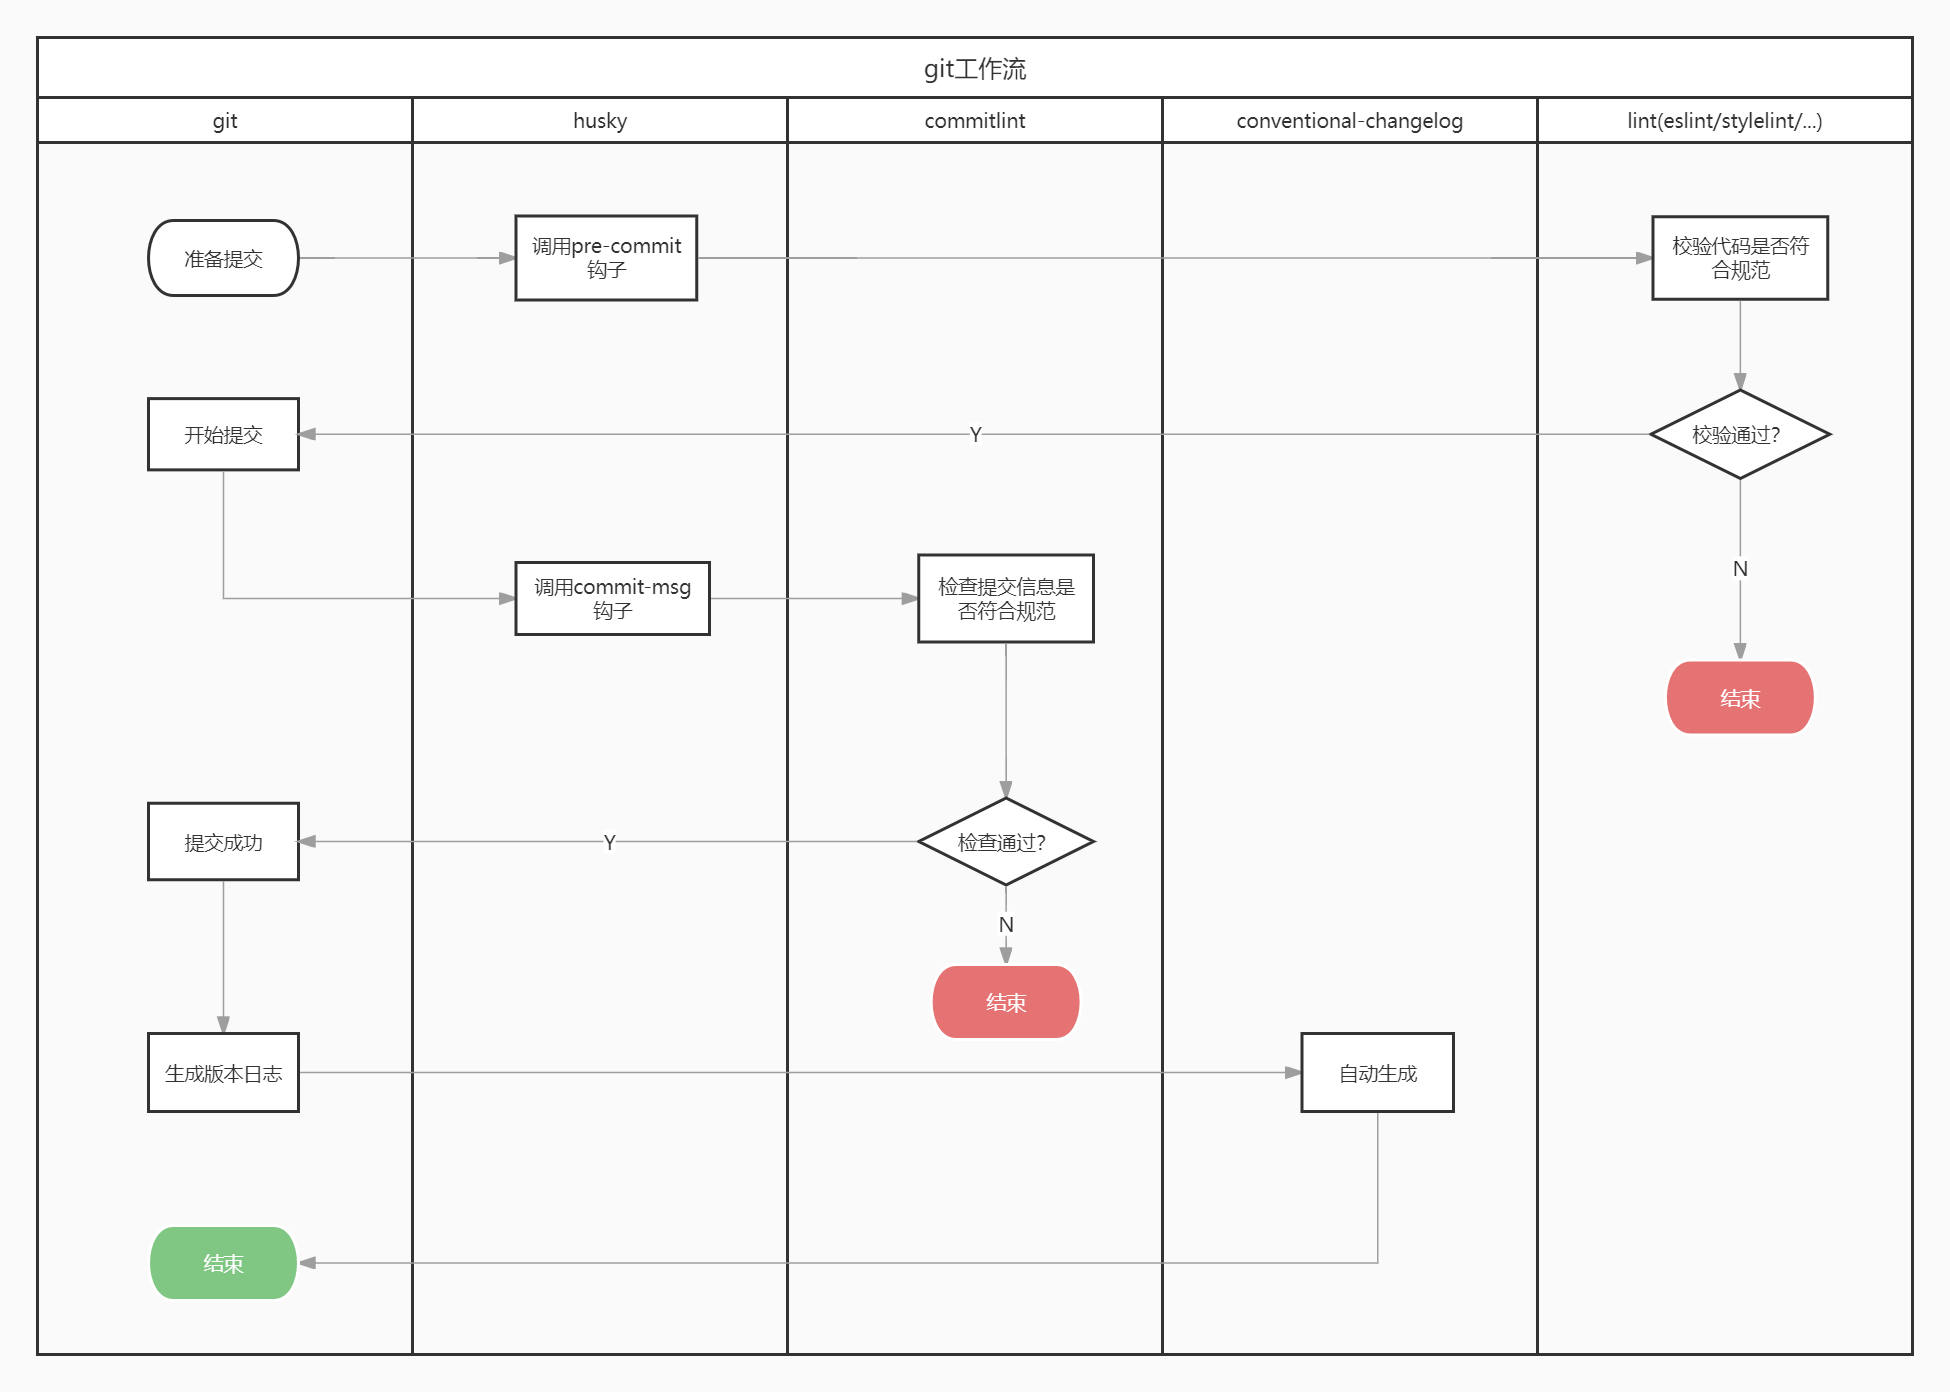 git工作流
git
husky
commitlint
conventional-changelog
lint(eslint/stylelint/...)
准备提交
调用pre-commit
钩子
校验代码是否符
合规范
开始提交
Y
校验通过？
N
调用commit-msg
钩子
检查提交信息是
否符合规范
结束
提交成功
Y
检查通过？
N
结束
生成版本日志
自动生成
结束